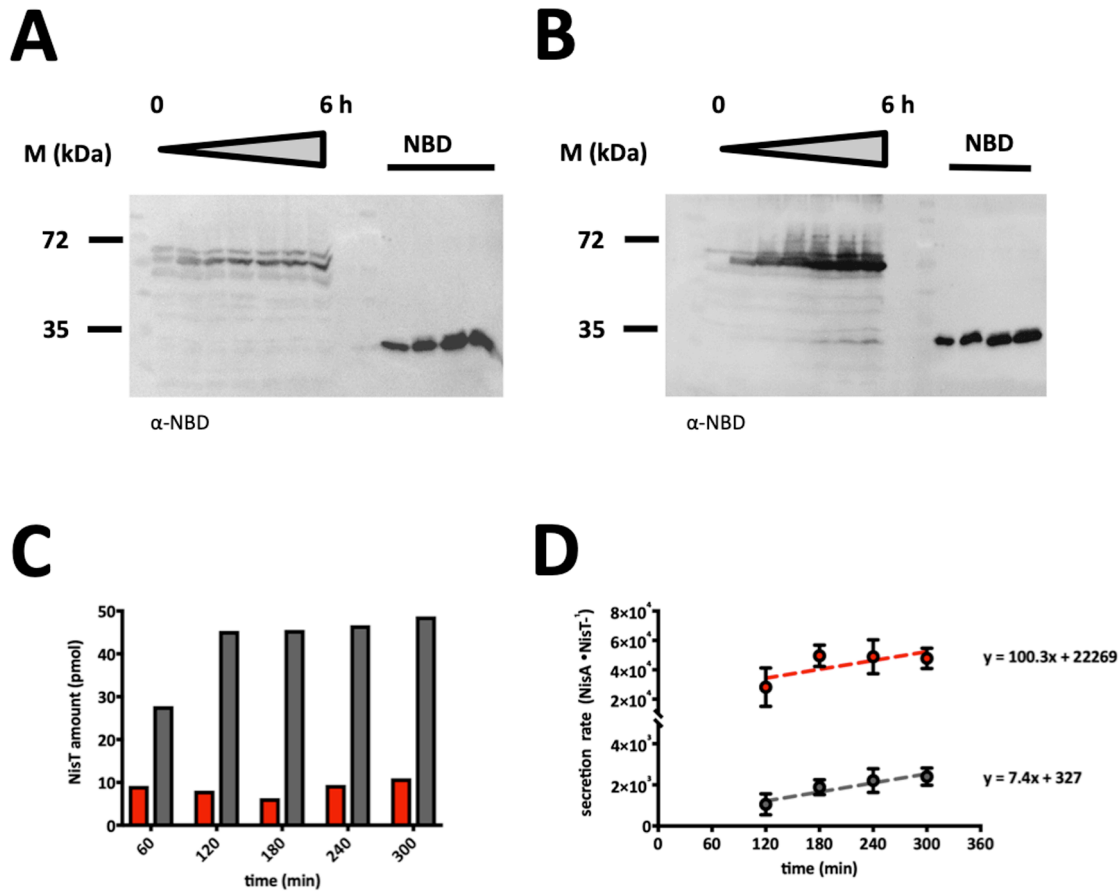 A
0 6 h
M (kDa)
NBD
72
35
α-NBD
B
0 6 h
M (kDa)
NBD
72
35
α-NBD
C
NisT amount (pmol)
50
40
30
20
10
0
60 120 180 240 300
time (min)
D
secretion rate (NisA •NisT-¹)
8×10⁴
6×10⁴
4×10⁴
2×10⁴
4×10³
2×10³
0
0 60 120 180 240 300 360
time (min)
y = 100.3x + 22269
y = 7.4x + 327